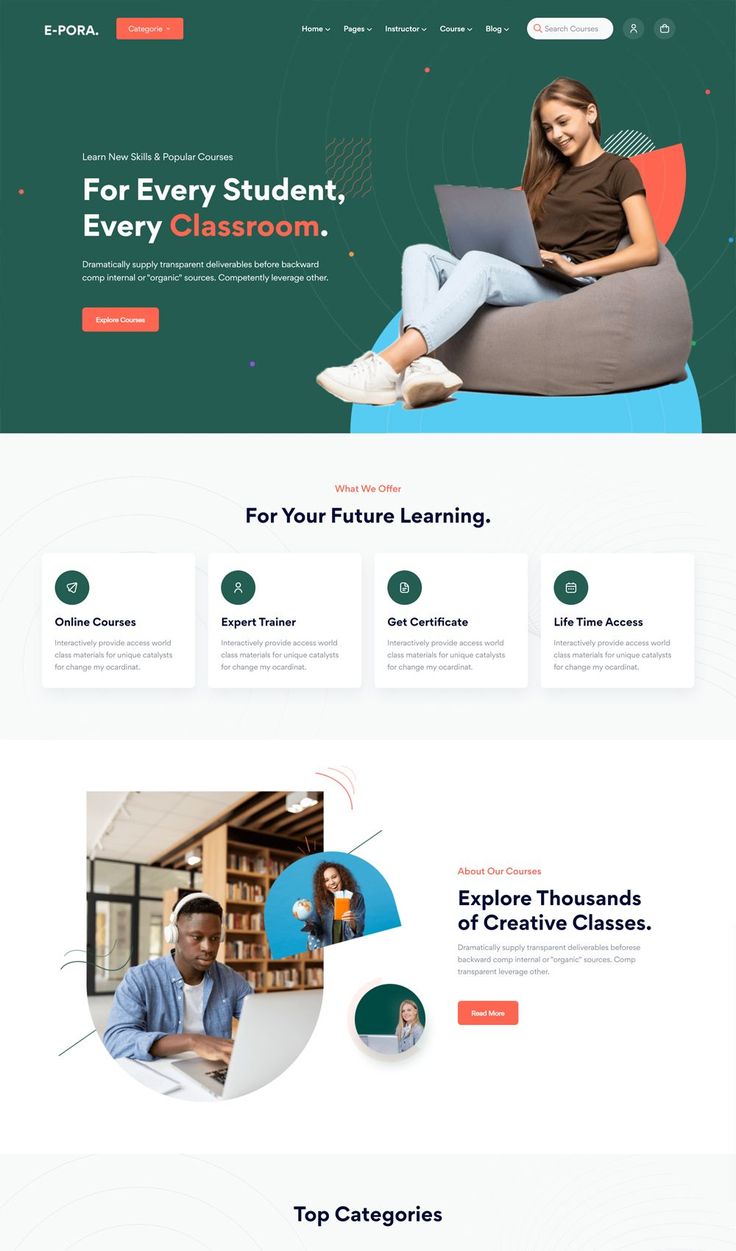 E-PORA.
Categorie
Home
Pages
Instructor
Course
Blog
Search Courses
Learn New Skills & Popular Courses
For Every Student,
Every Classroom.
Dramatically supply transparent deliverables before backward
comp internal or "organic" sources. Competently leverage other.
Explore Courses
What We Offer
For Your Future Learning.
Online Courses
Interactively provide access world
class materials for unique catalysts
for change my ocardinat.
Expert Trainer
Interactively provide access world
class materials for unique catalysts
for change my ocardinat.
Get Certificate
Interactively provide access world
class materials for unique catalysts
for change my ocardinat.
Life Time Access
Interactively provide access world
class materials for unique catalysts
for change my ocardinat.
About Our Courses
Explore Thousands
of Creative Classes.
Dramatically supply transparent deliverables beforese
backward comp internal or "organic" sources. Comp
transparent leverage other.
Read More
Top Categories